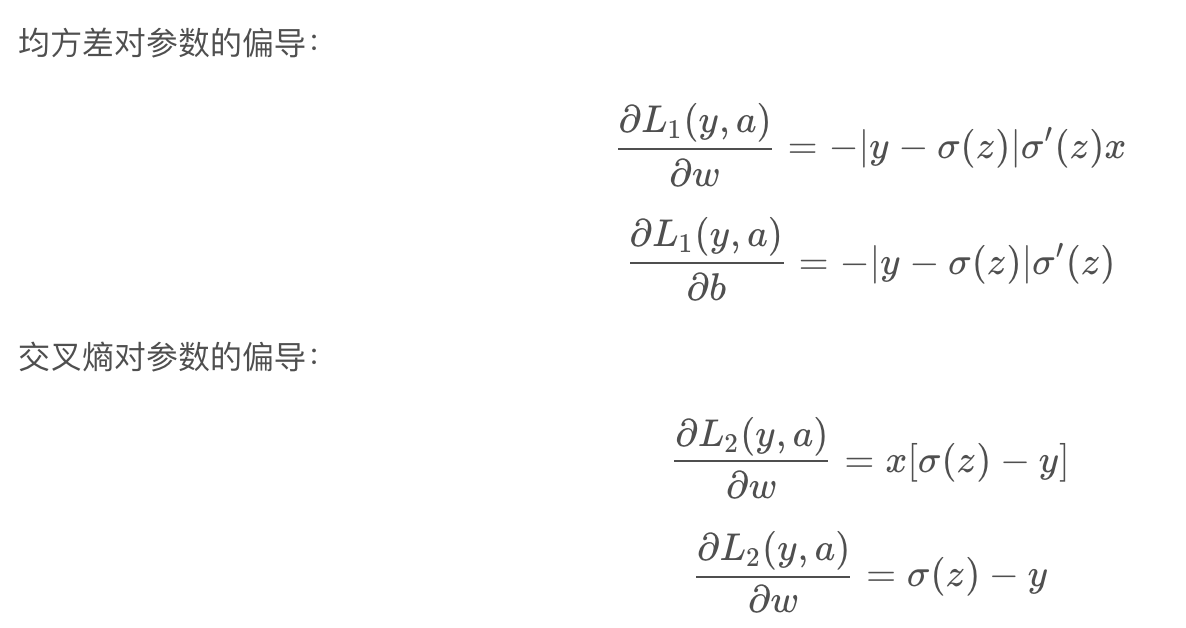 均方差对参数的偏导：
∂L₁(y, a)/∂w = −|y − σ(z)|σ′(z)x
∂L₁(y, a)/∂b = −|y − σ(z)|σ′(z)
交叉熵对参数的偏导：
∂L₂(y, a)/∂w = x[σ(z) − y]
∂L₂(y, a)/∂w = σ(z) − y